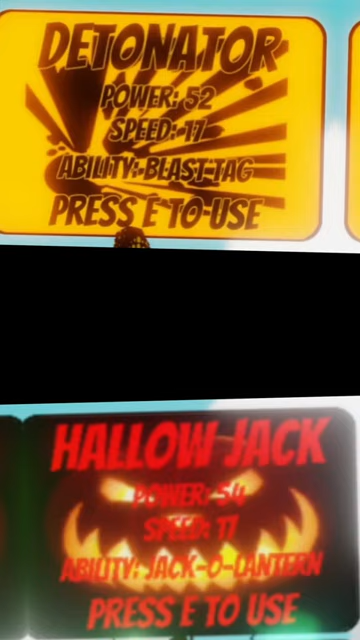 DETONATOR
POWER: 52
SPEED: 17
ABILITY: BLAST TAG
PRESS E TO USE
HALLOW JACK
POWER: 54
SPEED: 17
ABILITY: JACK-O-LANTERN
PRESS E TO USE